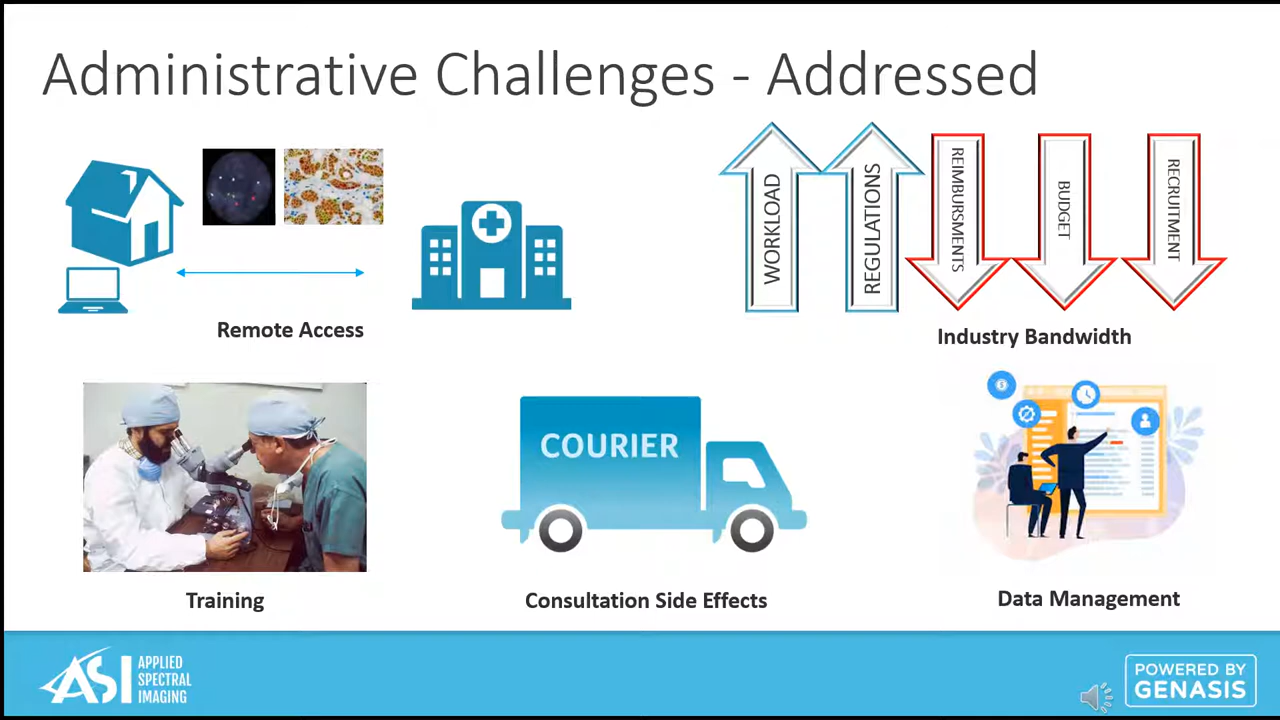 Administrative Challenges - Addressed
WORKLOAD
REGULATIONS
REIMBURSMENTS
BUDGET
RECRUITMENT
Remote Access
Industry Bandwidth
COURIER
Training
Consultation Side Effects
Data Management
ASI
APPLIED
SPECTRAL
IMAGING
POWERED BY
GENASIS